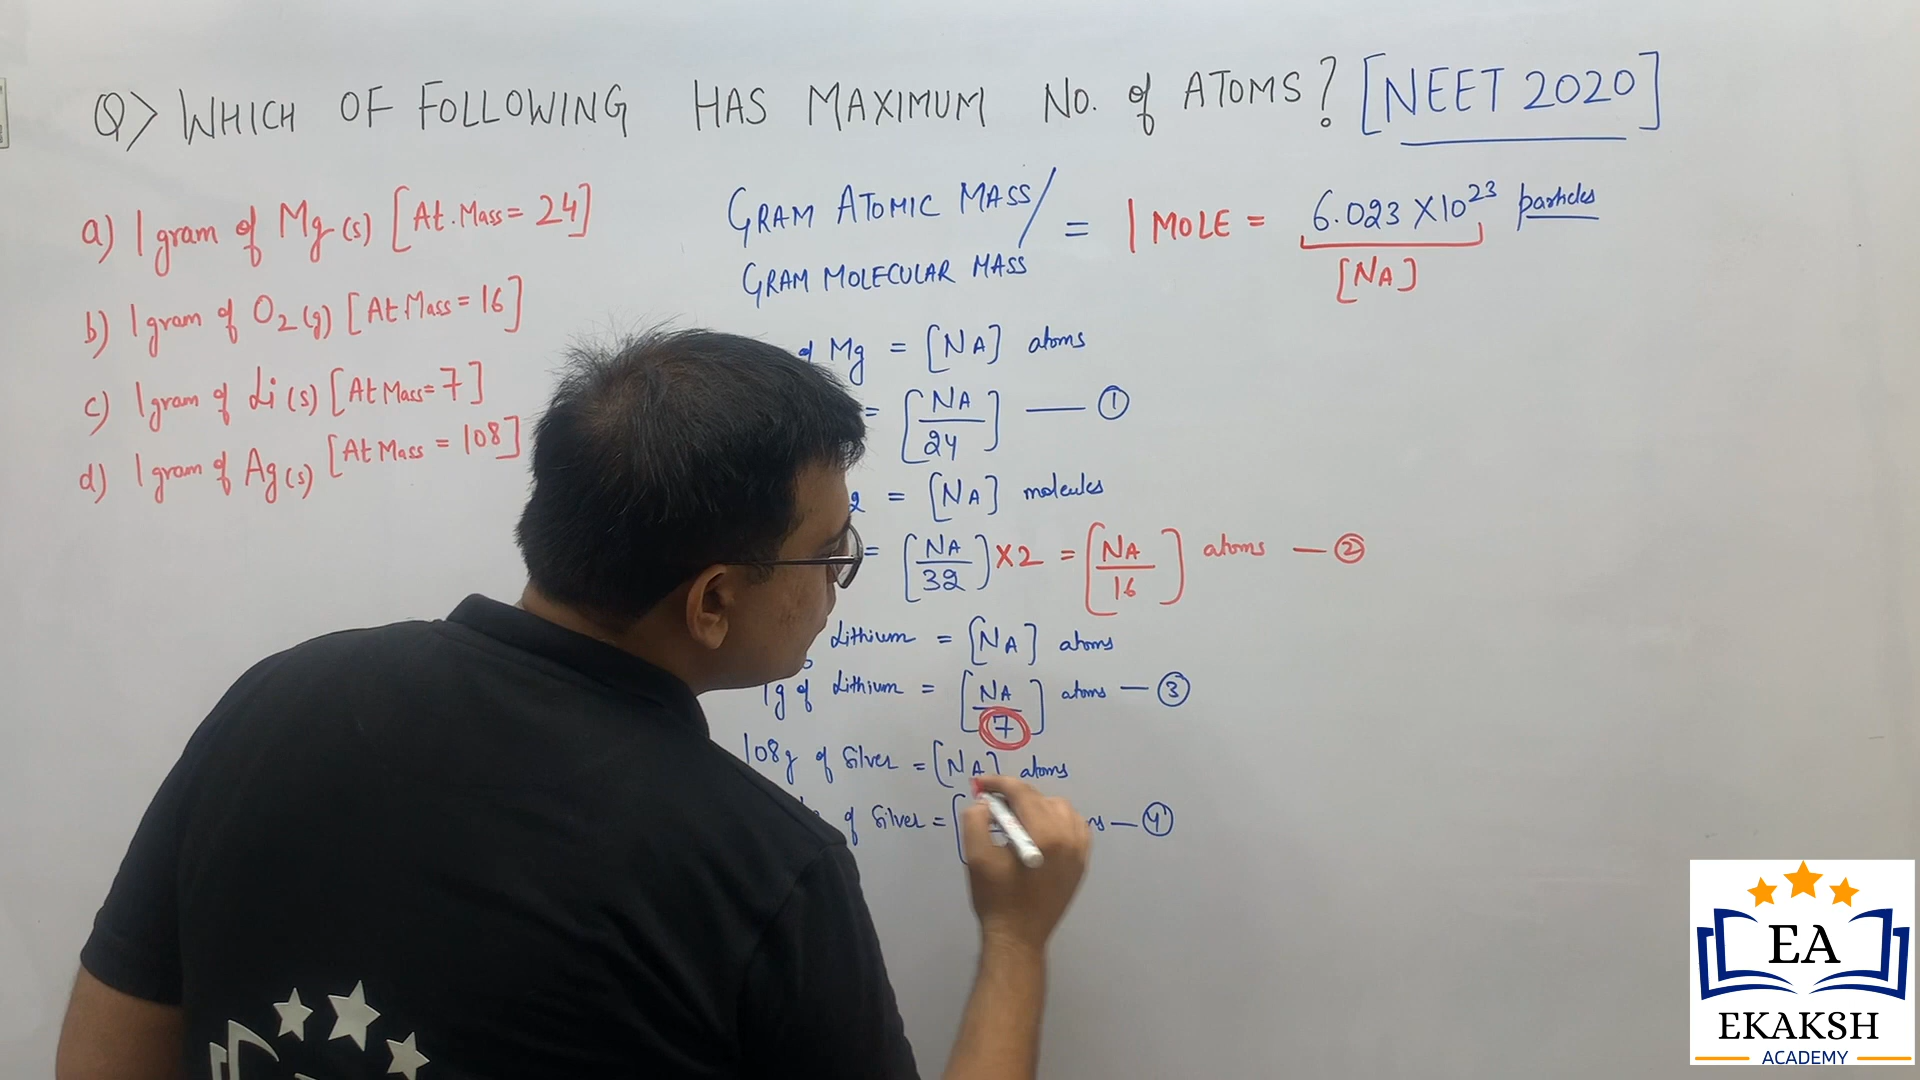 Q> WHICH OF FOLLOWING HAS MAXIMUM NO. of ATOMS? [NEET 2020]
a) 1 gram of Mg(s) [At. Mass = 24]
b) 1 gram of O2(g) [At Mass = 16]
c) 1 gram of Li(s) [At Mass = 7]
d) 1 gram of Ag(s) [At Mass = 108]
GRAM ATOMIC MASS/
GRAM MOLECULAR MASS
= 1 MOLE = 6.023 X10^23 particles
[NA]
of Mg = [NA] atoms
= [NA/24] — ①
2 = [NA] molecules
= [NA/32] X2 = [NA/16] atoms — ②
Lithium = [NA] atoms
1g of Lithium = [NA/7] atoms — ③
108g of Silver = [NA] atoms
of Silver = [ — ④
EA
EKAKSH
ACADEMY